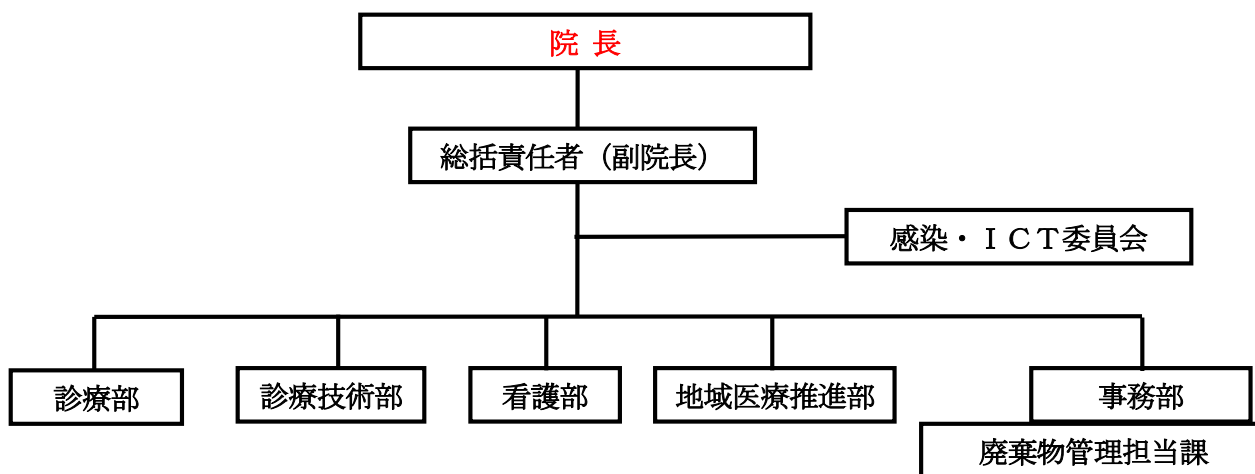 院 長
総括責任者（副院長）
感染・ＩＣＴ委員会
診療部
診療技術部
看護部
地域医療推進部
事務部
廃棄物管理担当課